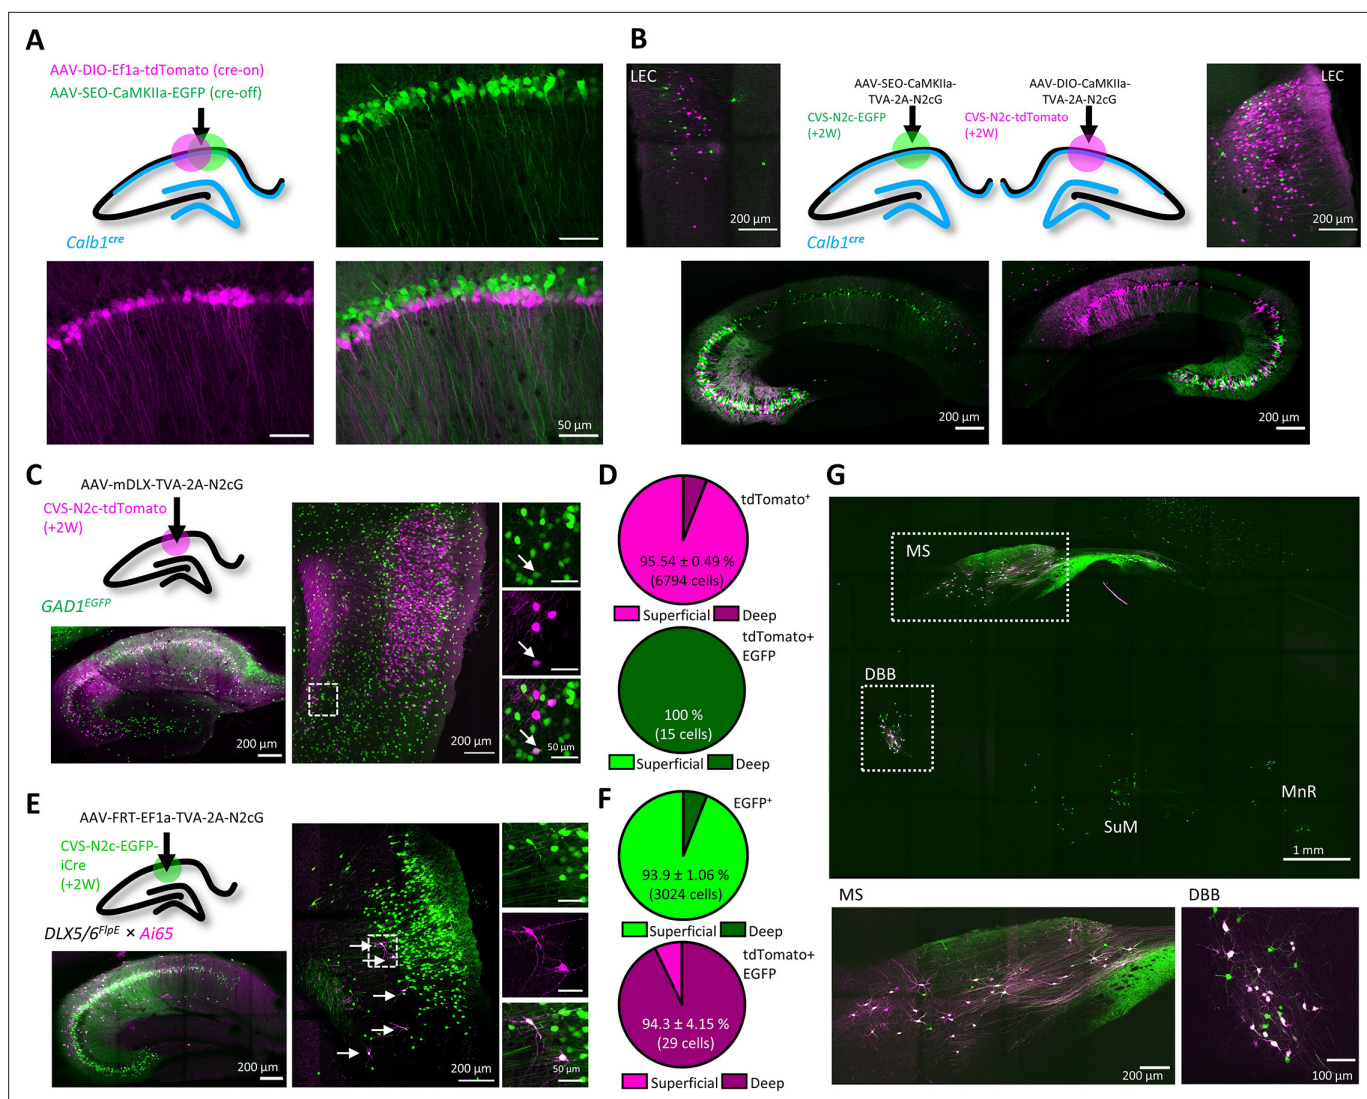 A
AAV-DIO-Ef1a-tdTomato (cre-on)
AAV-SEO-CaMKIIa-EGFP (cre-off)
Calb1cre
50 µm
B
LEC
200 µm
AAV-SEO-CaMKIIa-
TVA-2A-N2cG
CVS-N2c-EGFP
(+2W)
AAV-DIO-CaMKIIa-
TVA-2A-N2cG
CVS-N2c-tdTomato
(+2W)
Calb1cre
LEC
200 µm
200 µm
200 µm
C
AAV-mDLX-TVA-2A-N2cG
CVS-N2c-tdTomato
(+2W)
GAD1EGFP
200 µm
200 µm
50 µm
D
tdTomato+
95.54 ± 0.49 %
(6794 cells)
Superficial Deep
tdTomato+
EGFP
100 %
(15 cells)
Superficial Deep
E
AAV-FRT-EF1a-TVA-2A-N2cG
CVS-N2c-EGFP-
iCre
(+2W)
DLX5/6FlpE × Ai65
200 µm
200 µm
50 µm
F
EGFP+
93.9 ± 1.06 %
(3024 cells)
Superficial Deep
tdTomato+
EGFP
94.3 ± 4.15 %
(29 cells)
Superficial Deep
G
MS
DBB
SuM
MnR
1 mm
MS
200 µm
DBB
100 µm